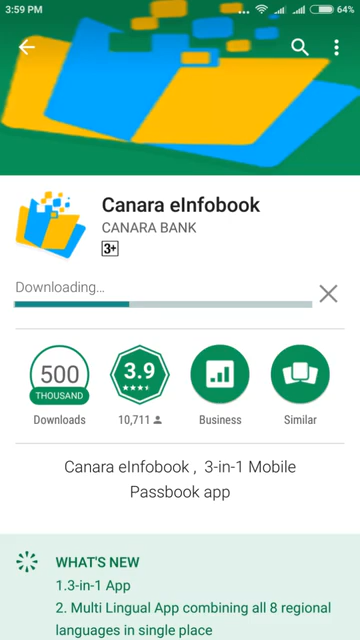 3:59 PM
64%
Canara eInfobook
CANARA BANK
3+
Downloading...
500
THOUSAND
Downloads
3.9
10,711
Business
Similar
Canara eInfobook , 3-in-1 Mobile
Passbook app
WHAT'S NEW
1.3-in-1 App
2. Multi Lingual App combining all 8 regional
languages in single place